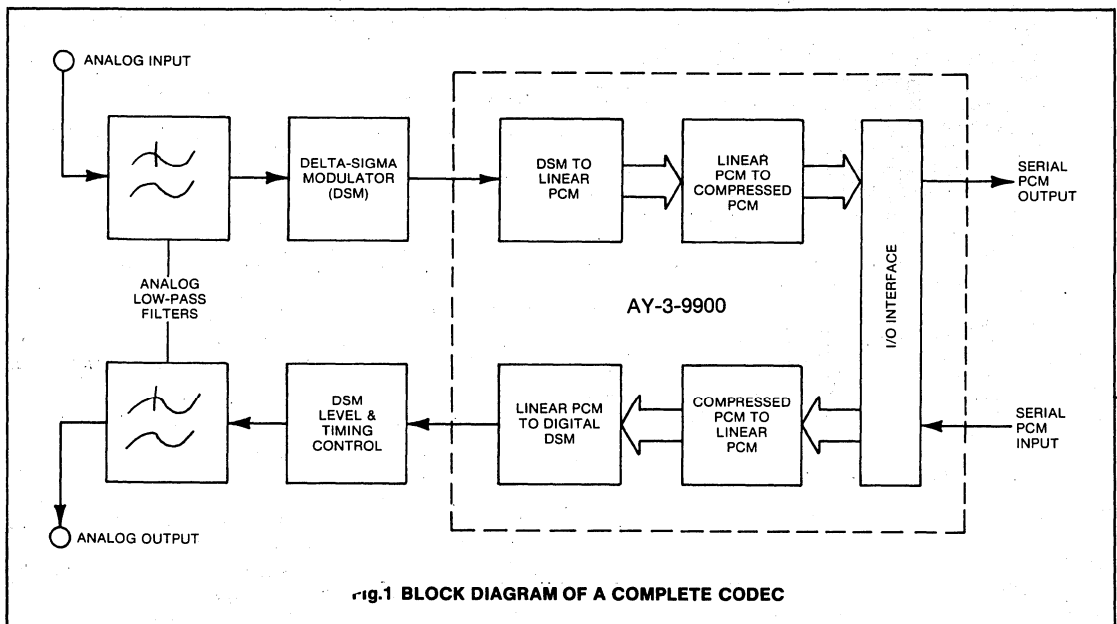 ANALOG INPUT
DELTA-SIGMA
MODULATOR
(DSM)
DSM TO
LINEAR
PCM
LINEAR
PCM TO
COMPRESSED
PCM
SERIAL
PCM
OUTPUT
ANALOG
LOW-PASS
FILTERS
AY-3-9900
I/O INTERFACE
DSM
LEVEL &
TIMING
CONTROL
LINEAR PCM
TO DIGITAL
DSM
COMPRESSED
PCM TO
LINEAR
PCM
SERIAL
PCM
INPUT
ANALOG OUTPUT
Fig.1 BLOCK DIAGRAM OF A COMPLETE CODEC